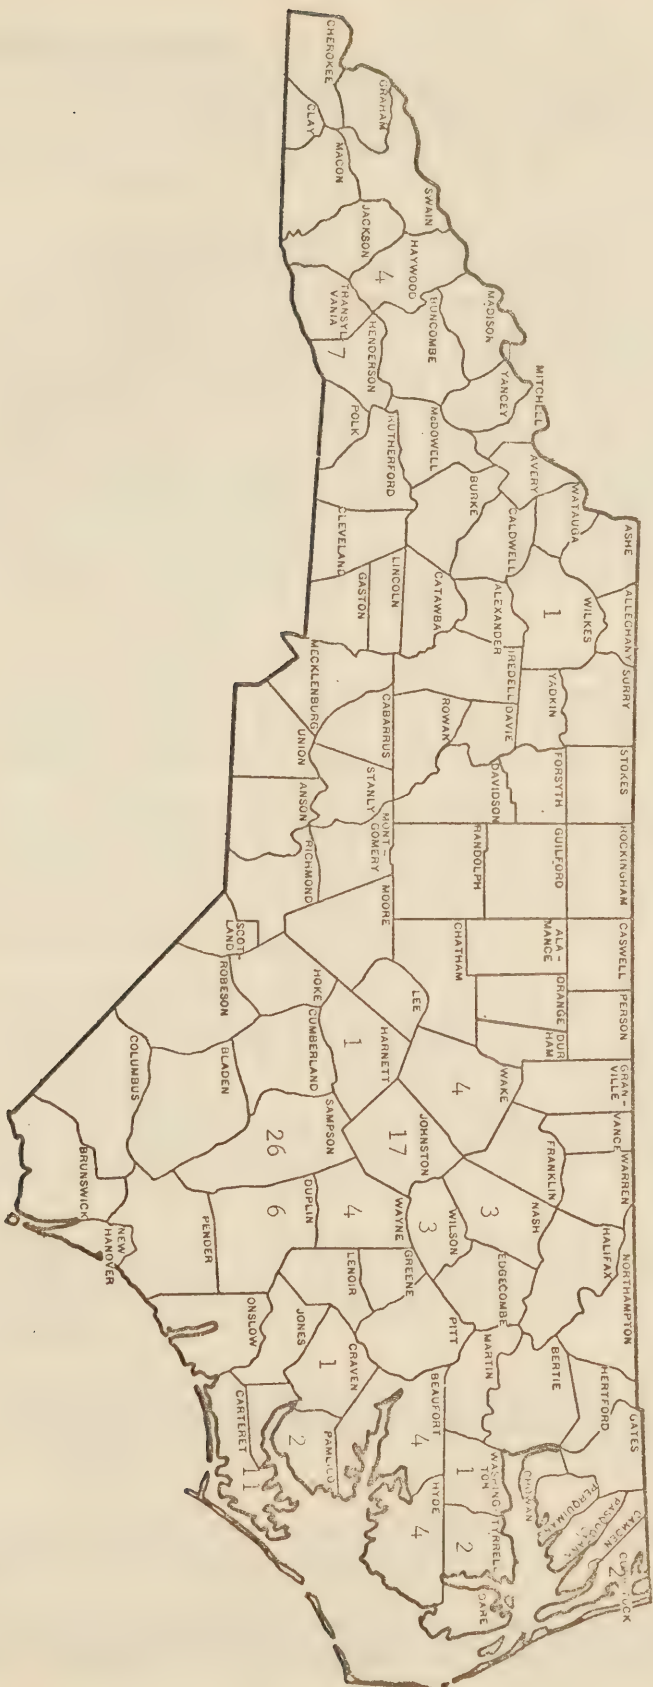 CHEROKEE
GRAHAM
CLAY
MACON
SWAIN
JACKSON
HAYWOOD
4
TRANSYL
VANIA
HENDERSON
7
BUNCOMBE
MADISON
YANCEY
MITCHELL
POLK
RUTHERFORD
McDOWELL
AVERY
BURKE
WATAUGA
CALDWELL
ASHE
CLEVELAND
GASTON
LINCOLN
CATAWBA
ALEXANDER
WILKES
1
ALLEGHANY
SURRY
YADKIN
IREDELL
DAVIE
ROWAN
MECKLENBURG
CABARRUS
UNION
STANLY
ANSON
STOKES
FORSYTH
DAVIDSON
ROCKINGHAM
GUILFORD
RANDOLPH
MONT-
GOMERY
RICHMOND
MOORE
SCOT-
LAND
CASWELL
ALA-
MANCE
CHATHAM
PERSON
ORANGE
DUR
HAM
LEE
HOKE
ROBESON
HARNETT
1
CUMBERLAND
BLADEN
COLUMBUS
BRUNSWICK
GRAN-
VILLE
VANCE
WARREN
WAKE
4
FRANKLIN
JOHNSTON
17
SAMPSON
26
NASH
3
WILSON
3
WAYNE
4
DUPLIN
6
PENDER
NEW
HANOVER
HALIFAX
NORTHAMPTON
EDGECOMBE
GREENE
LENOIR
PITT
JONES
ONSLOW
CRAVEN
1
MARTIN
BERTIE
HERTFORD
GATES
BEAUFORT
4
PAMLICO
2
CARTERET
11
WASHING-
TON
1
HYDE
4
TYRRELL
2
DARE
CHOWAN
CAMDEN
2